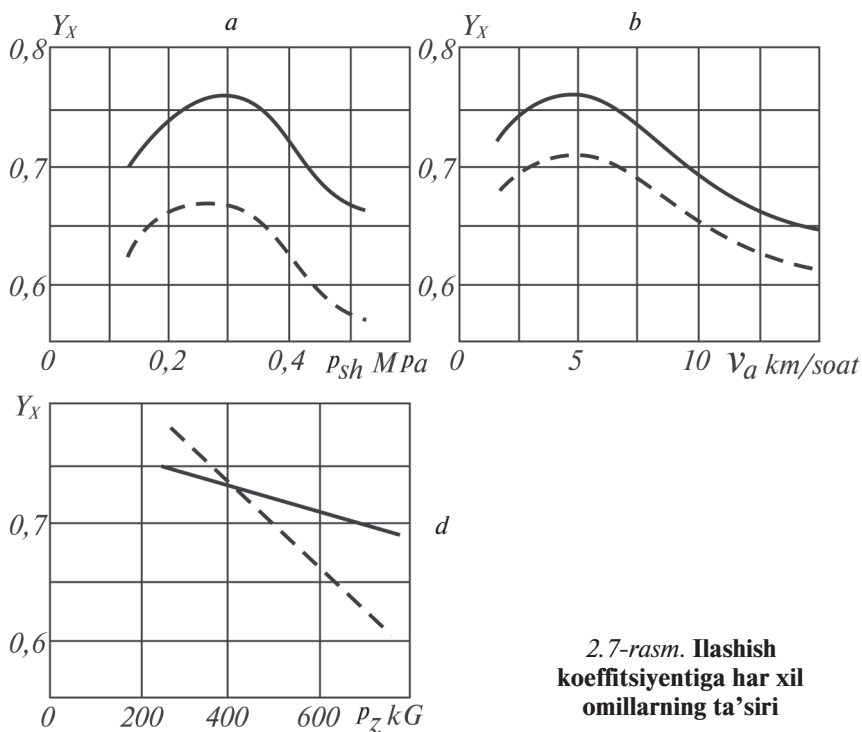 Y_X a
0,8
0,7
0,6
0 0,2 0,4 p_sh Mpa
Y_X b
0,8
0,7
0,6
0 5 10 V_a km/soat
Y_X
0,7
0,6
0 200 400 600 p_z kG
d
2.7-rasm. Ilashish
koeffitsiyentiga har xil
omillarning ta’siri